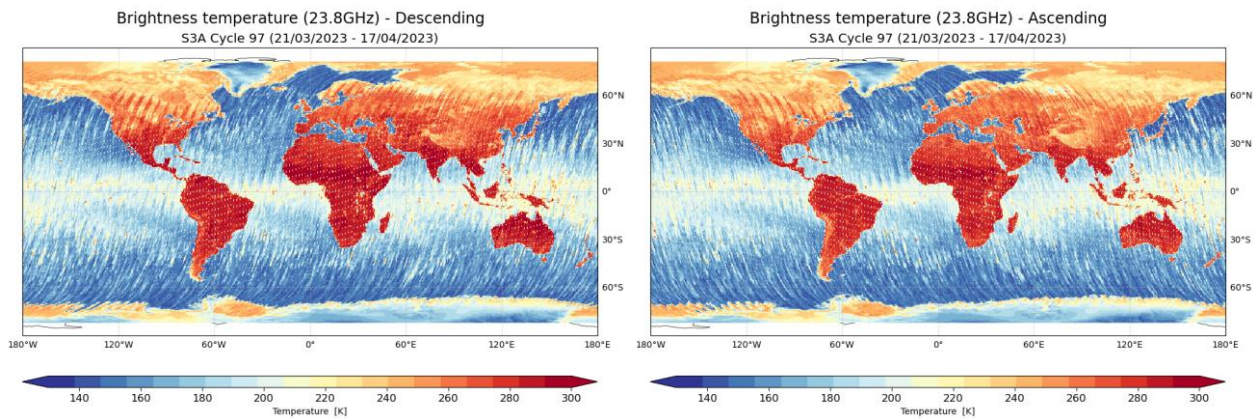 Brightness temperature (23.8GHz) - Descending
S3A Cycle 97 (21/03/2023 - 17/04/2023)
60°N
30°N
0°
30°S
60°S
180°W 120°W 60°W 0° 60°E 120°E 180°E
140 160 180 200 220 240 260 280 300
Temperature [K]
Brightness temperature (23.8GHz) - Ascending
S3A Cycle 97 (21/03/2023 - 17/04/2023)
60°N
30°N
0°
30°S
60°S
180°W 120°W 60°W 0° 60°E 120°E 180°E
140 160 180 200 220 240 260 280 300
Temperature [K]